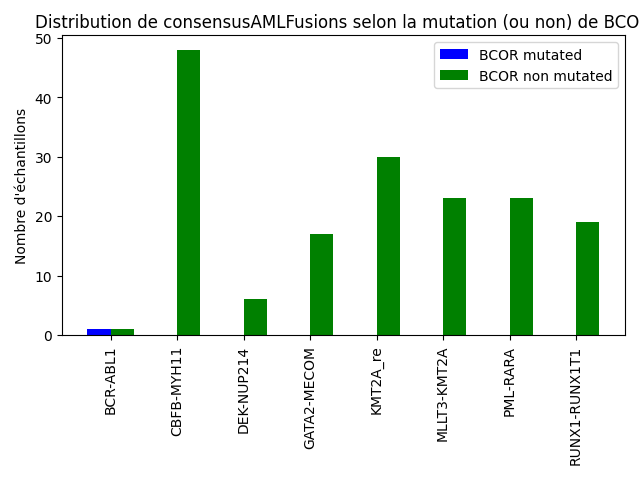 Distribution de consensusAMLFusions selon la mutation (ou non) de BCO
BCOR mutated
BCOR non mutated
Nombre d'échantillons
50
40
30
20
10
0
BCR-ABL1
CBFB-MYH11
DEK-NUP214
GATA2-MECOM
KMT2A_re
MLLT3-KMT2A
PML-RARA
RUNX1-RUNX1T1